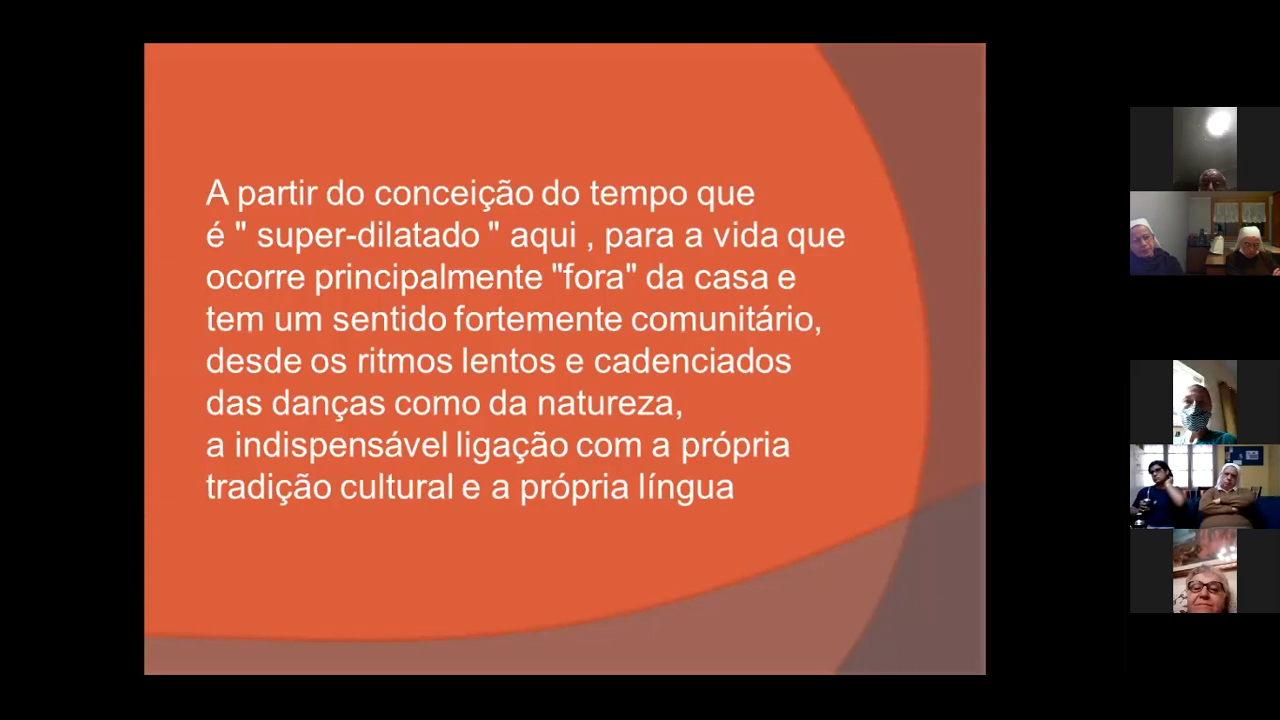 A partir do conceição do tempo que
é " super-dilatado " aqui , para a vida que
ocorre principalmente "fora" da casa e
tem um sentido fortemente comunitário,
desde os ritmos lentos e cadenciados
das danças como da natureza,
a indispensável ligação com a própria
tradição cultural e a própria língua